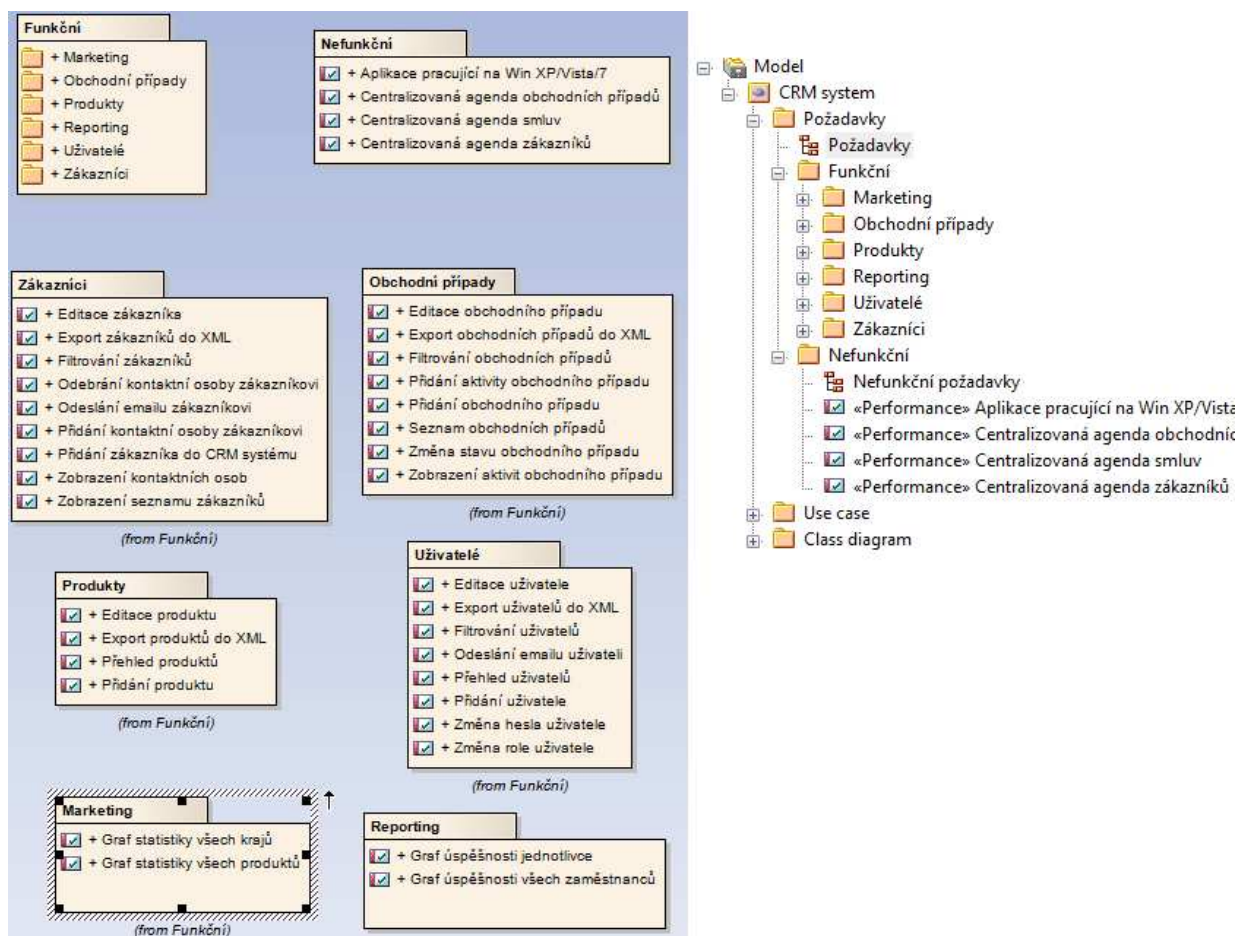 Funkční
+ Marketing
+ Obchodní případy
+ Produkty
+ Reporting
+ Uživatelé
+ Zákazníci
Nefunkční
+ Aplikace pracující na Win XP/Vista/7
+ Centralizovaná agenda obchodních případů
+ Centralizovaná agenda smluv
+ Centralizovaná agenda zákazníků
Zákazníci
+ Editace zákazníka
+ Export zákazníků do XML
+ Filtrování zákazníků
+ Odebrání kontaktní osoby zákazníkovi
+ Odeslání emailu zákazníkovi
+ Přidání kontaktní osoby zákazníkovi
+ Přidání zákazníka do CRM systému
+ Zobrazení kontaktních osob
+ Zobrazení seznamu zákazníků
(from Funkční)
Obchodní případy
+ Editace obchodního případu
+ Export obchodních případů do XML
+ Filtrování obchodních případů
+ Přidání aktivity obchodního případu
+ Přidání obchodního případu
+ Seznam obchodních případů
+ Změna stavu obchodního případu
+ Zobrazení aktivit obchodního případu
(from Funkční)
Produkty
+ Editace produktu
+ Export produktů do XML
+ Přehled produktů
+ Přidání produktu
(from Funkční)
Uživatelé
+ Editace uživatele
+ Export uživatelů do XML
+ Filtrování uživatelů
+ Odeslání emailu uživateli
+ Přehled uživatelů
+ Přidání uživatele
+ Změna hesla uživatele
+ Změna role uživatele
(from Funkční)
Marketing
+ Graf statistiky všech krajů
+ Graf statistiky všech produktů
(from Funkční)
Reporting
+ Graf úspěšnosti jednotlivce
+ Graf úspěšnosti všech zaměstnanců
Model
CRM system
Požadavky
Požadavky
Funkční
Marketing
Obchodní případy
Produkty
Reporting
Uživatelé
Zákazníci
Nefunkční
Nefunkční požadavky
«Performance» Aplikace pracující na Win XP/Vista
«Performance» Centralizovaná agenda obchodníc
«Performance» Centralizovaná agenda smluv
«Performance» Centralizovaná agenda zákazníků
Use case
Class diagram